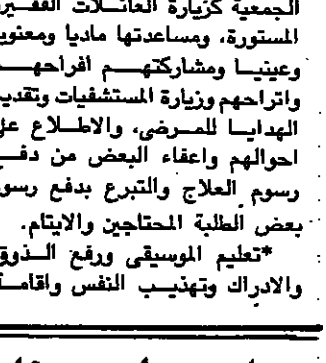 الجمعية كزيارة العائلات الفقيرة
المستورة، ومساعدتها ماديا ومعنويا
وعينيا ومشاركتهم افراحهم
واتراحهم وزيارة المستشفيات وتقديم
الهدايا للمرضى، والاطلاع على
احوالهم واعفاء البعض من دفع
رسوم العلاج والتبرع بدفع رسوم
بعض الطلبة المحتاجين والايتام.
*تعليم الموسيقى ورفع الذوق
والادراك وتهذيب النفس واقامة